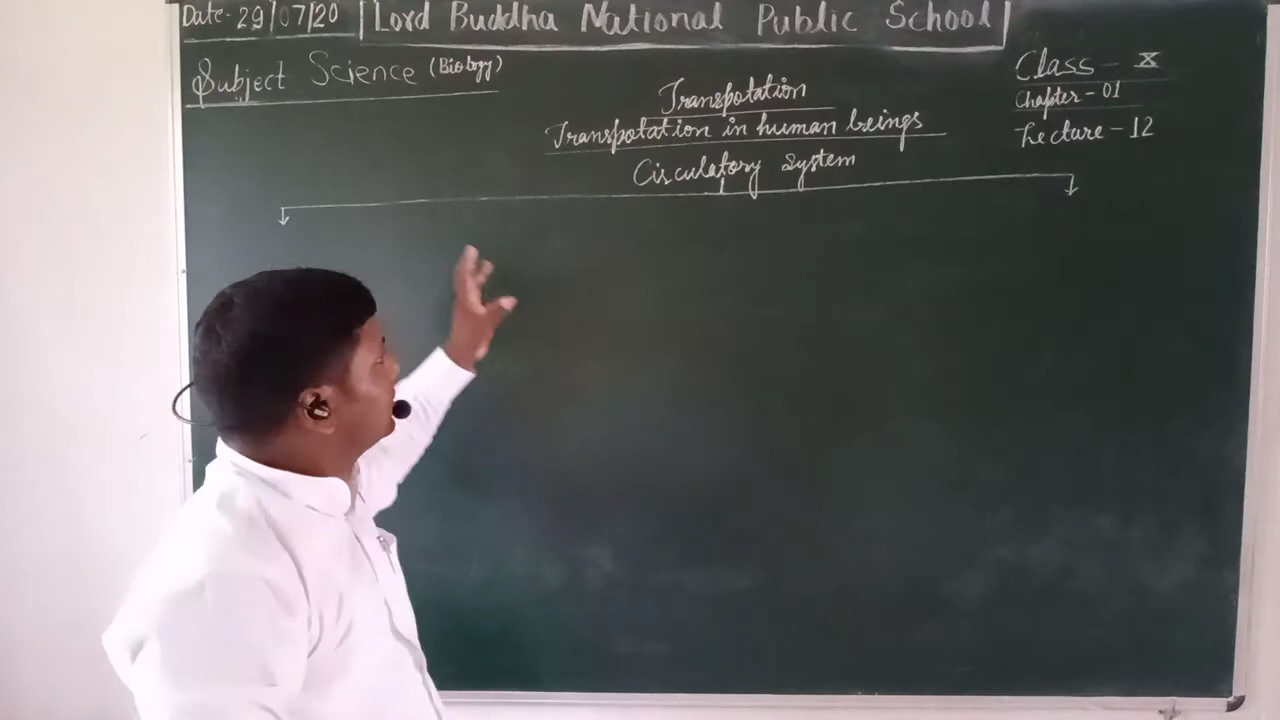 Date- 29/07/20 Lord Buddha National Public School
Subject Science (Biology)
Class - X
Chapter - 01
Lecture - 12
Transpotation
Transpotation in human beings
Circulatory System